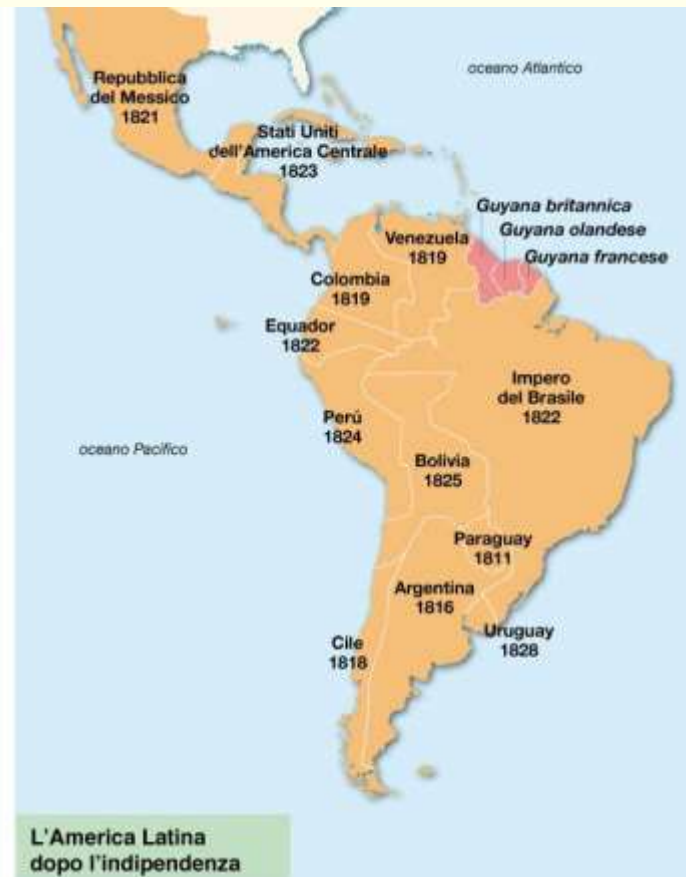 oceano Atlantico
Repubblica
del Messico
1821
Stati Uniti
dell'America Centrale
1823
Guyana britannica
Guyana olandese
Guyana francese
Venezuela
1819
Colombia
1819
Equador
1822
Impero
del Brasile
1822
Perú
1824
oceano Pacifico
Bolivia
1825
Paraguay
1811
Argentina
1816
Uruguay
1828
Cile
1818
L'America Latina
dopo l'indipendenza